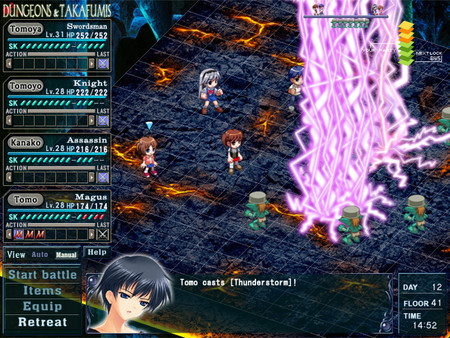 DUNGEONS & TAKAFUMIS
Tomoya Swordsman
Lv.31 HP 252/252
SK
ACTION LAST
Tomoyo Knight
Lv.28 HP 222/222
SK
ACTION LAST
Kanako Assassin
Lv.28 HP 216/216
SK
ACTION LAST
Tomo Magus
Lv.28 HP 174/174
SK
ACTION LAST
M M M
View Auto Manual Help
Start battle
Items
Equip
Retreat
Tomo casts [Thunderstorm]!
NEXT LOCK
DAY 12
FLOOR 41
TIME
14:52